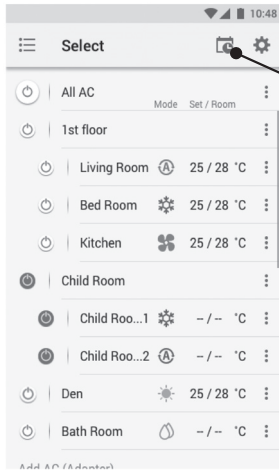 10:48
Select
All AC
Mode Set / Room
1st floor
Living Room A 25 / 28 °C
Bed Room 25 / 28 °C
Kitchen 25 / 28 °C
Child Room
Child Roo...1 -- / -- °C
Child Roo...2 A -- / -- °C
Den 25 / 28 °C
Bath Room -- / -- °C
Add AC (Adapter)